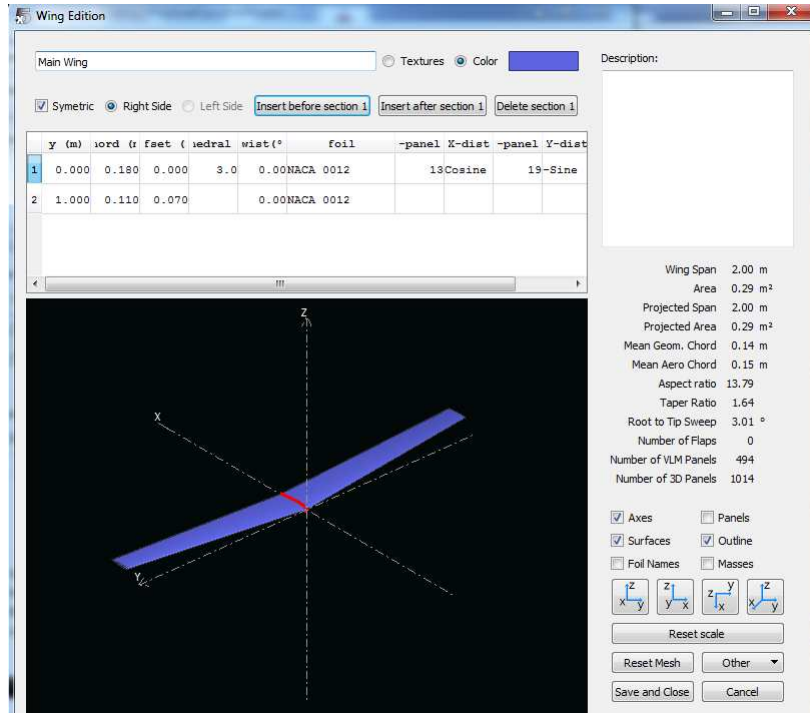 Wing Edition
Main Wing
Textures Color
Description:
Symetric Right Side Left Side Insert before section 1 Insert after section 1 Delete section 1
y (m) ıord (r fset ( ıedral wist(° foil -panel X-dist -panel Y-dist
1 0.000 0.180 0.000 3.0 0.00 NACA 0012 13 Cosine 19 -Sine
2 1.000 0.110 0.070 0.00 NACA 0012
Z
X
Y
Wing Span 2.00 m
Area 0.29 m²
Projected Span 2.00 m
Projected Area 0.29 m²
Mean Geom. Chord 0.14 m
Mean Aero Chord 0.15 m
Aspect ratio 13.79
Taper Ratio 1.64
Root to Tip Sweep 3.01 °
Number of Flaps 0
Number of VLM Panels 494
Number of 3D Panels 1014
Axes Panels
Surfaces Outline
Foil Names Masses
z x y z y x z y x z x y
Reset scale
Reset Mesh Other
Save and Close Cancel